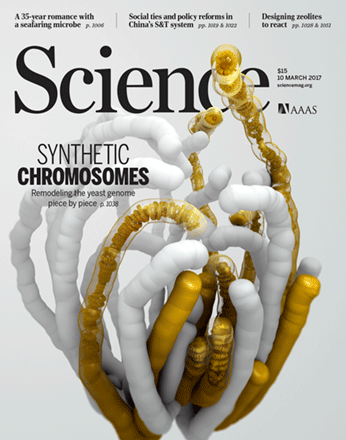 A 35-year romance with
a seafaring microbe p. 1006
Social ties and policy reforms in
China's S&T system pp. 1019 & 1022
Designing zeolites
to react pp. 1028 & 1051
Science
$15
10 MARCH 2017
sciencemag.org
AAAS
SYNTHETIC
CHROMOSOMES
Remodeling the yeast genome
piece by piece p. 1038